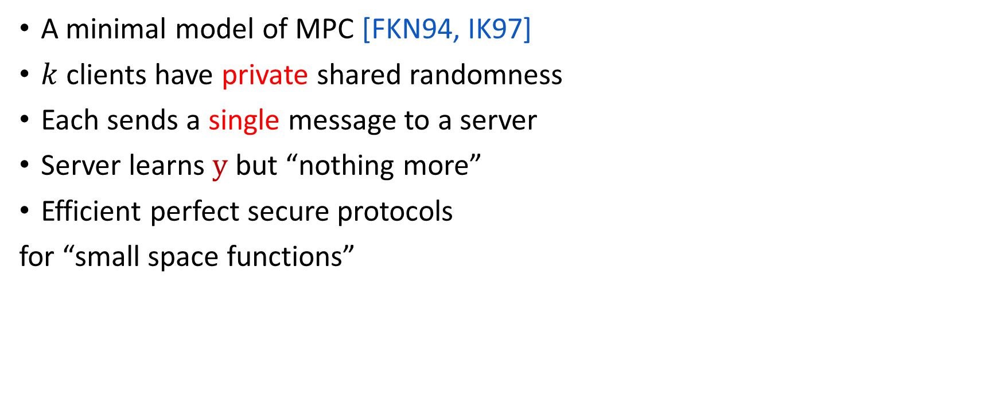 • A minimal model of MPC [FKN94, IK97]
• k clients have private shared randomness
• Each sends a single message to a server
• Server learns y but “nothing more”
• Efficient perfect secure protocols
for “small space functions”